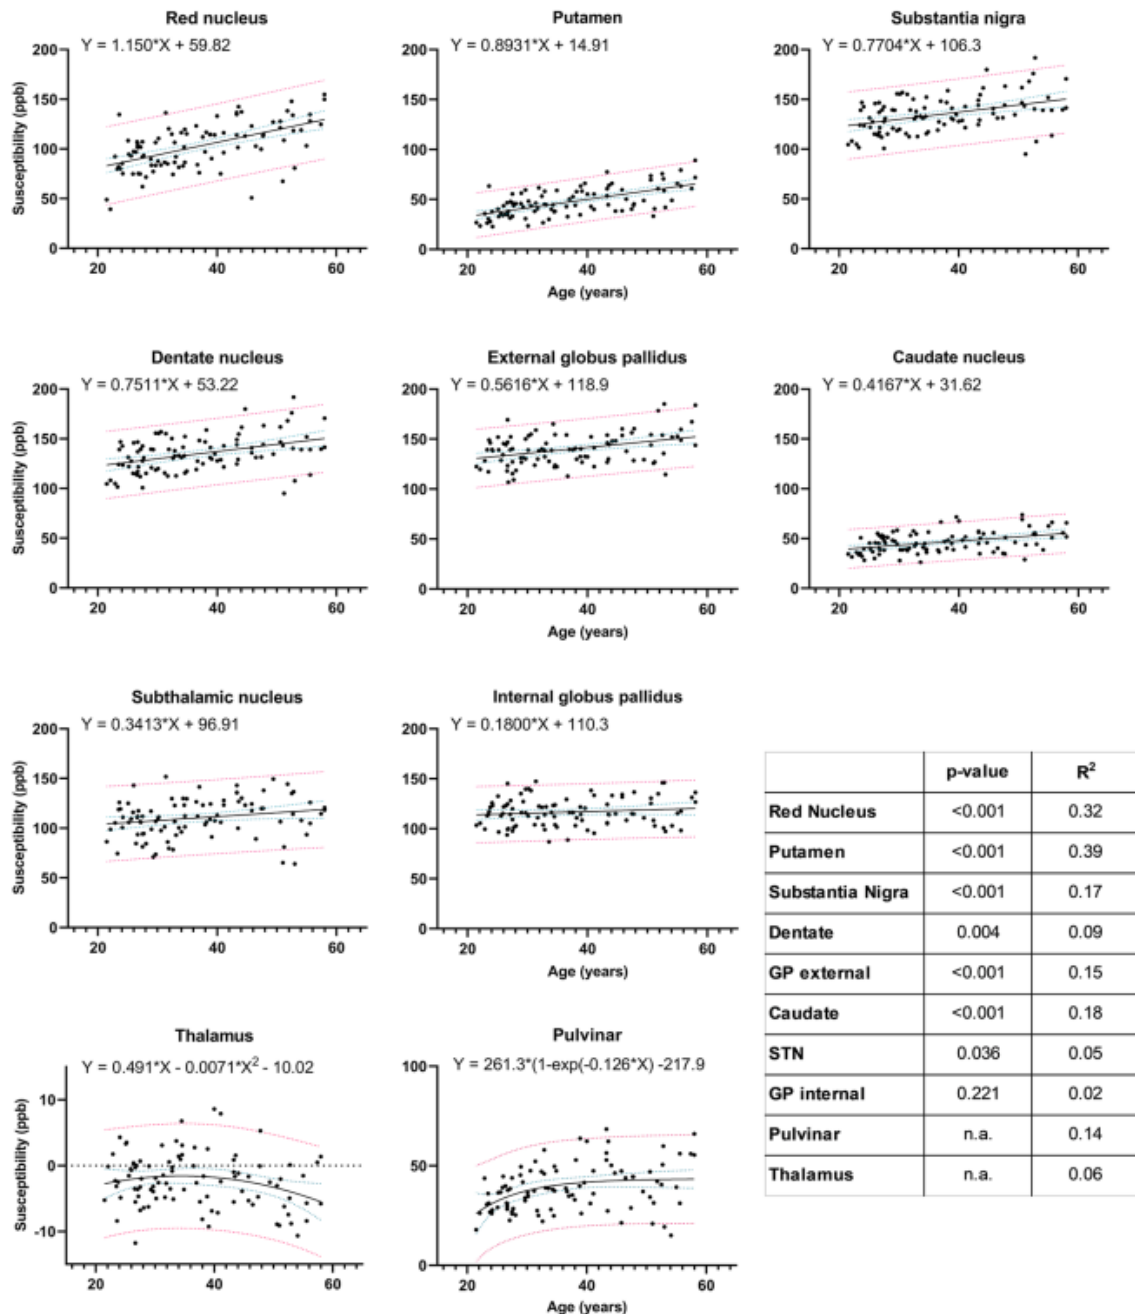 Red nucleus
Y = 1.150*X + 59.82
Susceptibility (ppb)
200
150
100
50
0
20 40 60
Putamen
Y = 0.8931*X + 14.91
200
150
100
50
0
20 40 60
Age (years)
Substantia nigra
Y = 0.7704*X + 106.3
200
150
100
50
0
20 40 60
Dentate nucleus
Y = 0.7511*X + 53.22
Susceptibility (ppb)
200
150
100
50
0
20 40 60
External globus pallidus
Y = 0.5616*X + 118.9
200
150
100
50
0
20 40 60
Age (years)
Caudate nucleus
Y = 0.4167*X + 31.62
200
150
100
50
0
20 40 60
Subthalamic nucleus
Y = 0.3413*X + 96.91
Susceptibility (ppb)
200
150
100
50
0
20 40 60
Internal globus pallidus
Y = 0.1800*X + 110.3
200
150
100
50
0
20 40 60
Thalamus
Y = 0.491*X - 0.0071*X² - 10.02
Susceptibility (ppb)
10
0
-10
20 40 60
Pulvinar
Y = 261.3*(1-exp(-0.126*X) -217.9
100
50
0
20 40 60
Age (years)
p-value R²
Red Nucleus <0.001 0.32
Putamen <0.001 0.39
Substantia Nigra <0.001 0.17
Dentate 0.004 0.09
GP external <0.001 0.15
Caudate <0.001 0.18
STN 0.036 0.05
GP internal 0.221 0.02
Pulvinar n.a. 0.14
Thalamus n.a. 0.06